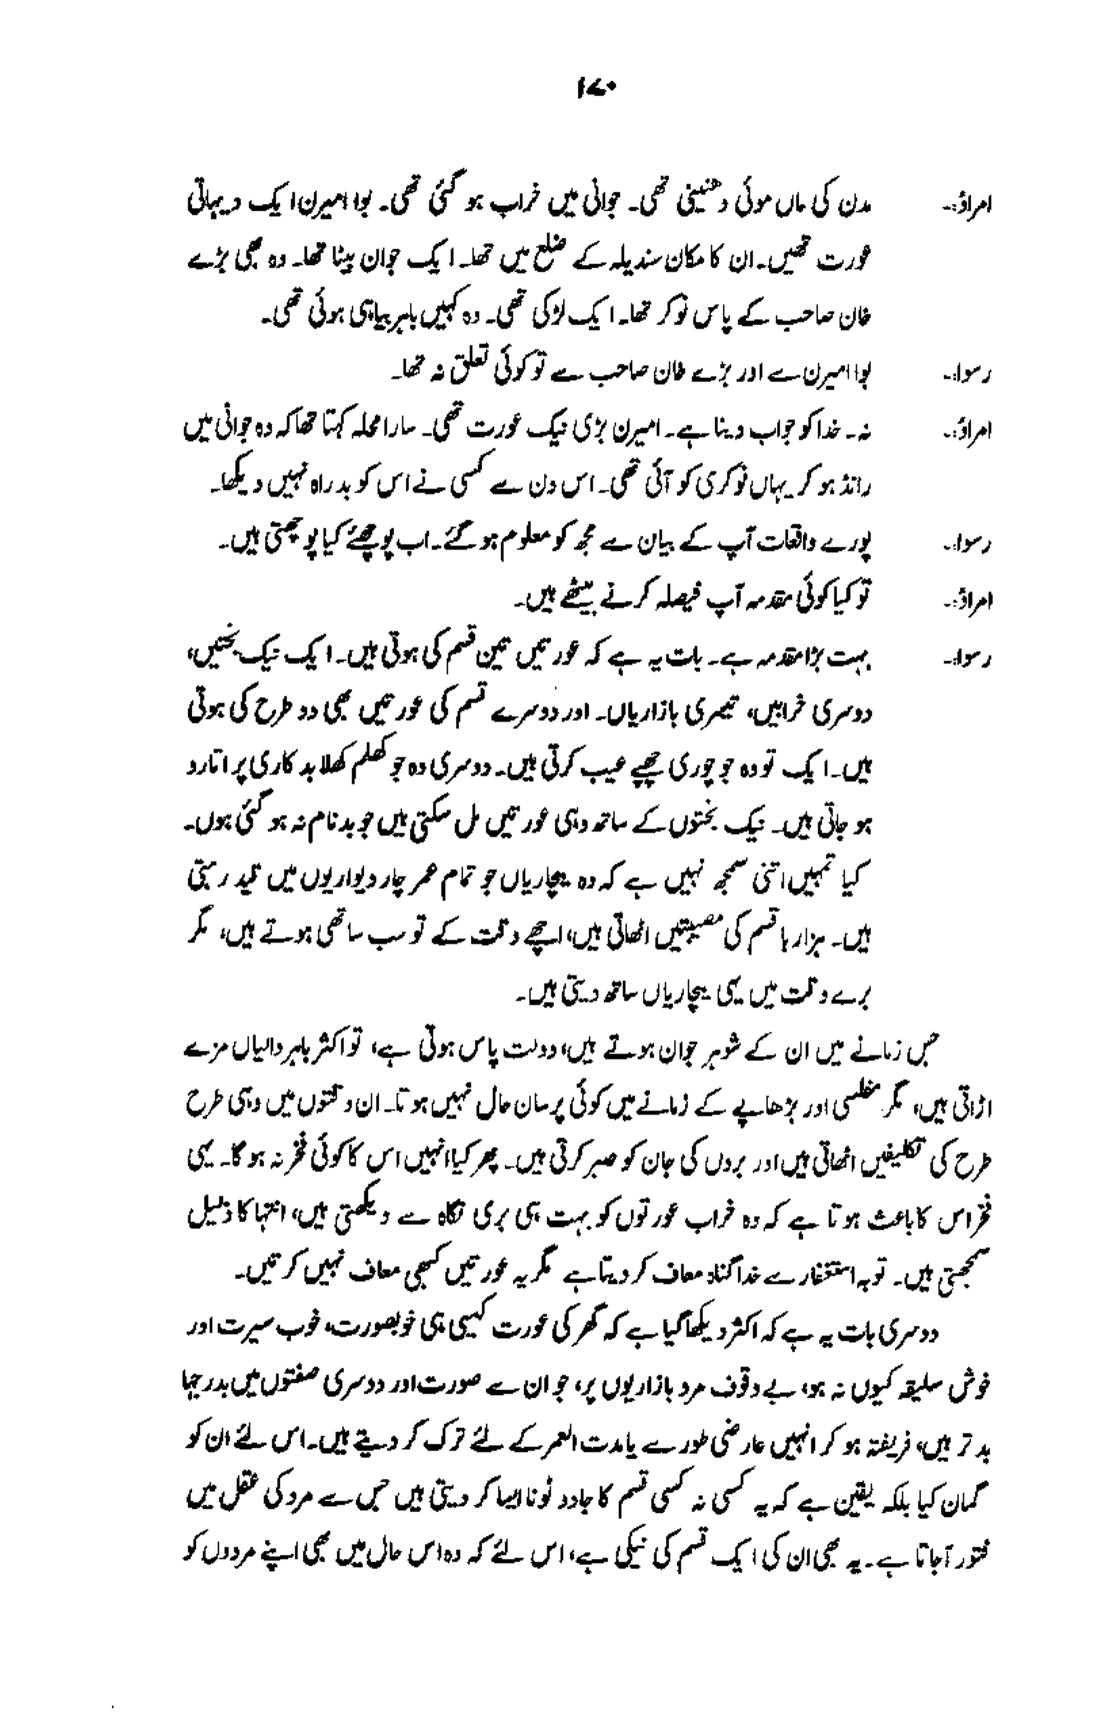 ۱۷۰
امراؤ:۔ مدن کی ماں موئی دھنینی تھی۔ جوانی میں خراب ہو گئی تھی۔ بوا امیرن ایک دیہاتی
عورت تھیں۔ ان کا مکان سندیلہ کے ضلع میں تھا۔ ایک جوان بیٹا تھا۔ وہ بھی بڑے
خان صاحب کے پاس نوکر تھا۔ ایک لڑکی تھی۔ وہ کہیں باہر بیاہی ہوئی تھی۔
رسوا:۔ بوا امیرن سے اور بڑے خان صاحب سے تو کوئی تعلق نہ تھا۔
امراؤ:۔ نہ۔ خدا کو جواب دینا ہے۔ امیرن بڑی نیک عورت تھی۔ سارا محلہ کہتا تھا کہ وہ جوانی میں
رانڈ ہو کر یہاں نوکری کو آئی تھی۔ اس دن سے کسی نے اس کو بدراہ نہیں دیکھا۔
رسوا:۔ پورے واقعات آپ کے بیان سے مجھ کو معلوم ہو گئے۔ اب پوچھئے کیا پوچھتی ہیں۔
امراؤ:۔ تو کیا کوئی مقدمہ آپ فیصلہ کرنے بیٹھے ہیں۔
رسوا:۔ بہت بڑا مقدمہ ہے۔ بات یہ ہے کہ عورتیں تین قسم کی ہوتی ہیں۔ ایک نیک بختیں،
دوسری خرابیں، تیسری بازاریاں۔ اور دوسرے قسم کی عورتیں بھی دو طرح کی ہوتی
ہیں۔ ایک تو وہ جو چوری چھپے عیب کرتی ہیں۔ دوسری وہ جو کھلم کھلا بدکاری پر اتارو
ہو جاتی ہیں۔ نیک بختوں کے ساتھ وہی عورتیں مل سکتی ہیں جو بدنام نہ ہو گئی ہوں۔
کیا تمہیں اتنی سمجھ نہیں ہے کہ وہ بیچاریاں جو تمام عمر چار دیواریوں میں قید رہتی
ہیں۔ ہزارہا قسم کی مصیبتیں اٹھاتی ہیں، اچھے وقت کے تو سب ساتھی ہوتے ہیں، مگر
برے وقت میں یہی بیچاریاں ساتھ دیتی ہیں۔
جس زمانے میں ان کے شوہر جوان ہوتے ہیں، دولت پاس ہوتی ہے، تو اکثر باہر والیاں مزے
اڑاتی ہیں، مگر مفلسی اور بڑھاپے کے زمانے میں کوئی پرسان حال نہیں ہوتا۔ ان وقتوں میں وہی طرح
طرح کی تکلیفیں اٹھاتی ہیں اور بردوں کی جان کو صبر کرتی ہیں۔ پھر کیا انہیں اس کا کوئی فخر نہ ہو گا۔ یہی
فخر اس کا باعث ہوتا ہے کہ وہ خراب عورتوں کو بہت ہی بری نگاہ سے دیکھتی ہیں، انتہا کا ذلیل
سمجھتی ہیں۔ توبہ استغفار سے خدا گناہ معاف کر دیتا ہے مگر یہ عورتیں کبھی معاف نہیں کرتیں۔
دوسری بات یہ ہے کہ اکثر دیکھا گیا ہے کہ گھر کی عورت کیسی ہی خوبصورت، خوب سیرت اور
خوش سلیقہ کیوں نہ ہو، بے وقوف مرد بازاریوں پر، جو ان سے صورت اور دوسری صفتوں میں بدرجہا
بدتر ہیں، فریفتہ ہو کر انہیں عارضی طور سے یا مدت العمر کے لئے ترک کر دیتے ہیں۔ اس لئے ان کو
گمان کیا بلکہ یقین ہے کہ یہ کسی نہ کسی قسم کا جادو ٹونا ایسا کر دیتی ہیں جس سے مرد کی عقل میں
فتور آ جاتا ہے۔ یہ بھی ان کی ایک قسم کی نیکی ہے، اس لئے کہ وہ اس حال میں بھی اپنے مردوں کو